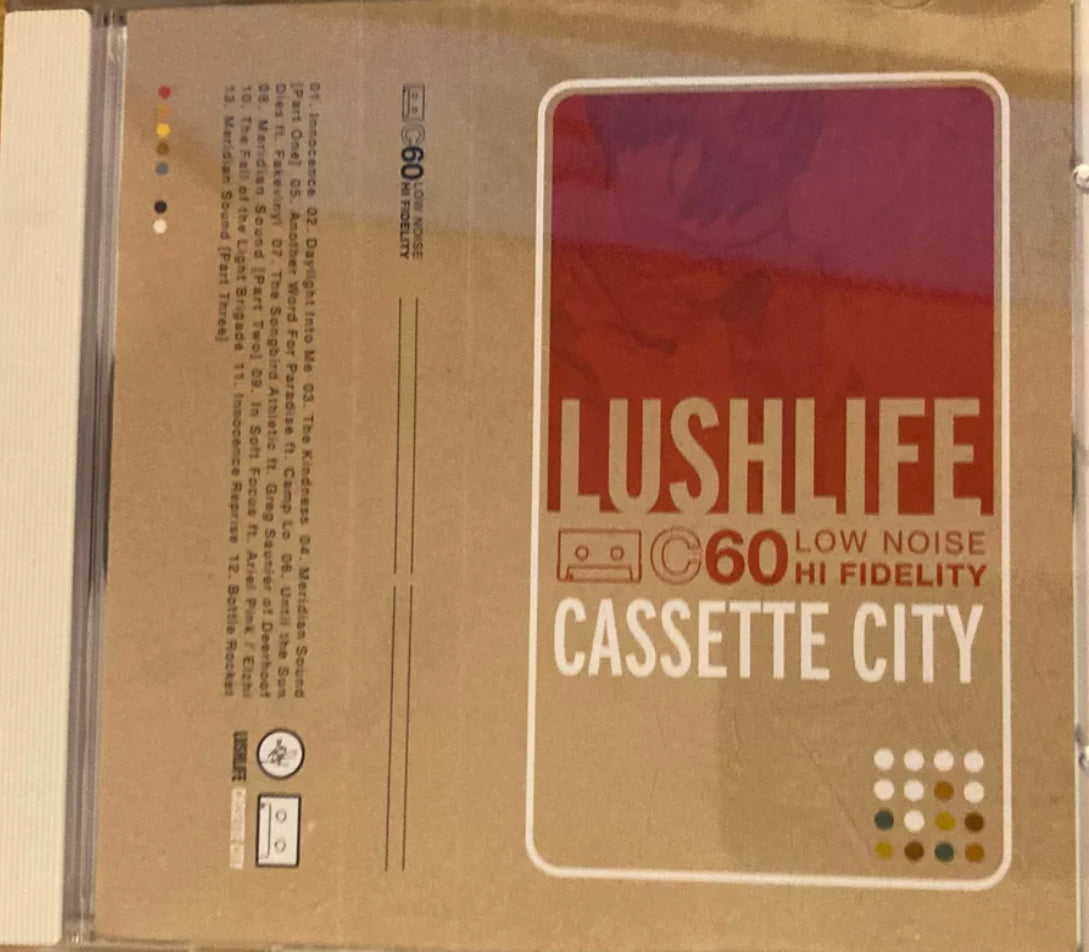 LUSHLIFE
C60 LOW NOISE
HI FIDELITY
CASSETTE CITY
C60 LOW NOISE
HI FIDELITY
01. Innocence 02. Daylight Into Me 03. The Kindness 04. Meridian Sound
[Part One] 05. Another Word For Paradise ft. Camp Lo 06. Until the Sun
Dies ft. Fakevinyl 07. The Songbird Athletic ft. Greg Saunier of Deerhoof
08. Meridian Sound [Part Two] 09. In Soft Focus ft. Ariel Pink / Elzhi
10. The Fall of the Light Brigade 11. Innocence Reprise 12. Bottle Rocket
13. Meridian Sound [Part Three]
LUSHLIFE CASSETTE CITY